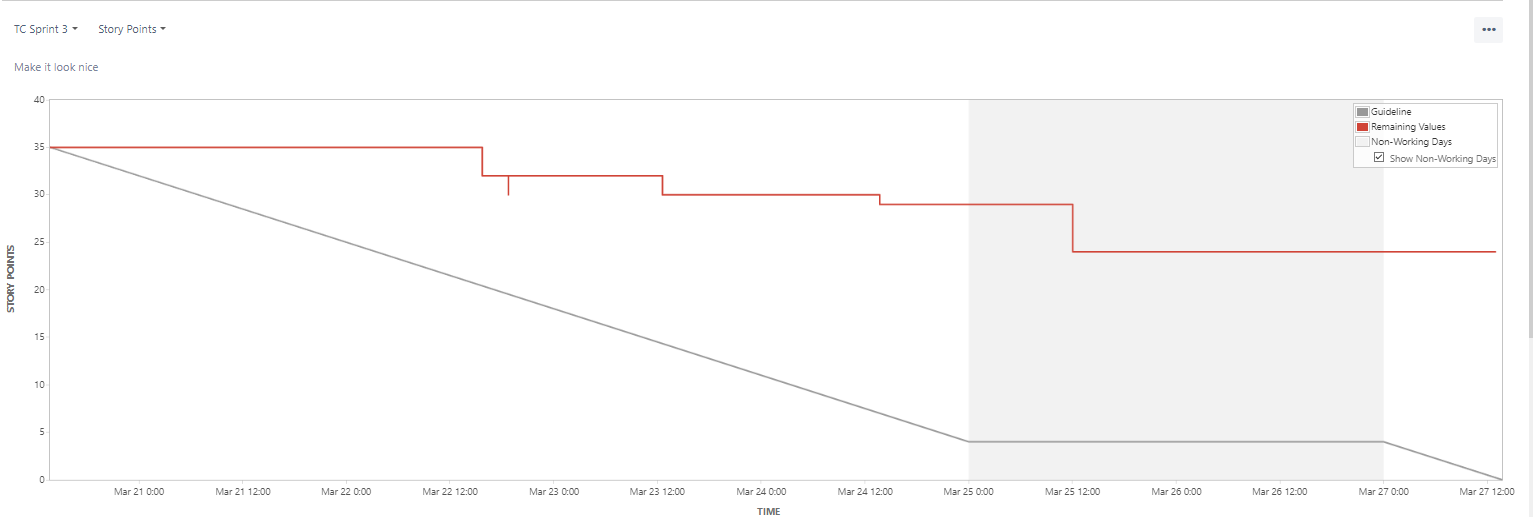 TC Sprint 3 Story Points
•••
Make it look nice
Guideline
Remaining Values
Non-Working Days
Show Non-Working Days
STORY POINTS
40
35
30
25
20
15
10
5
0
Mar 21 0:00 Mar 21 12:00 Mar 22 0:00 Mar 22 12:00 Mar 23 0:00 Mar 23 12:00 Mar 24 0:00 Mar 24 12:00 Mar 25 0:00 Mar 25 12:00 Mar 26 0:00 Mar 26 12:00 Mar 27 0:00 Mar 27 12:00
TIME